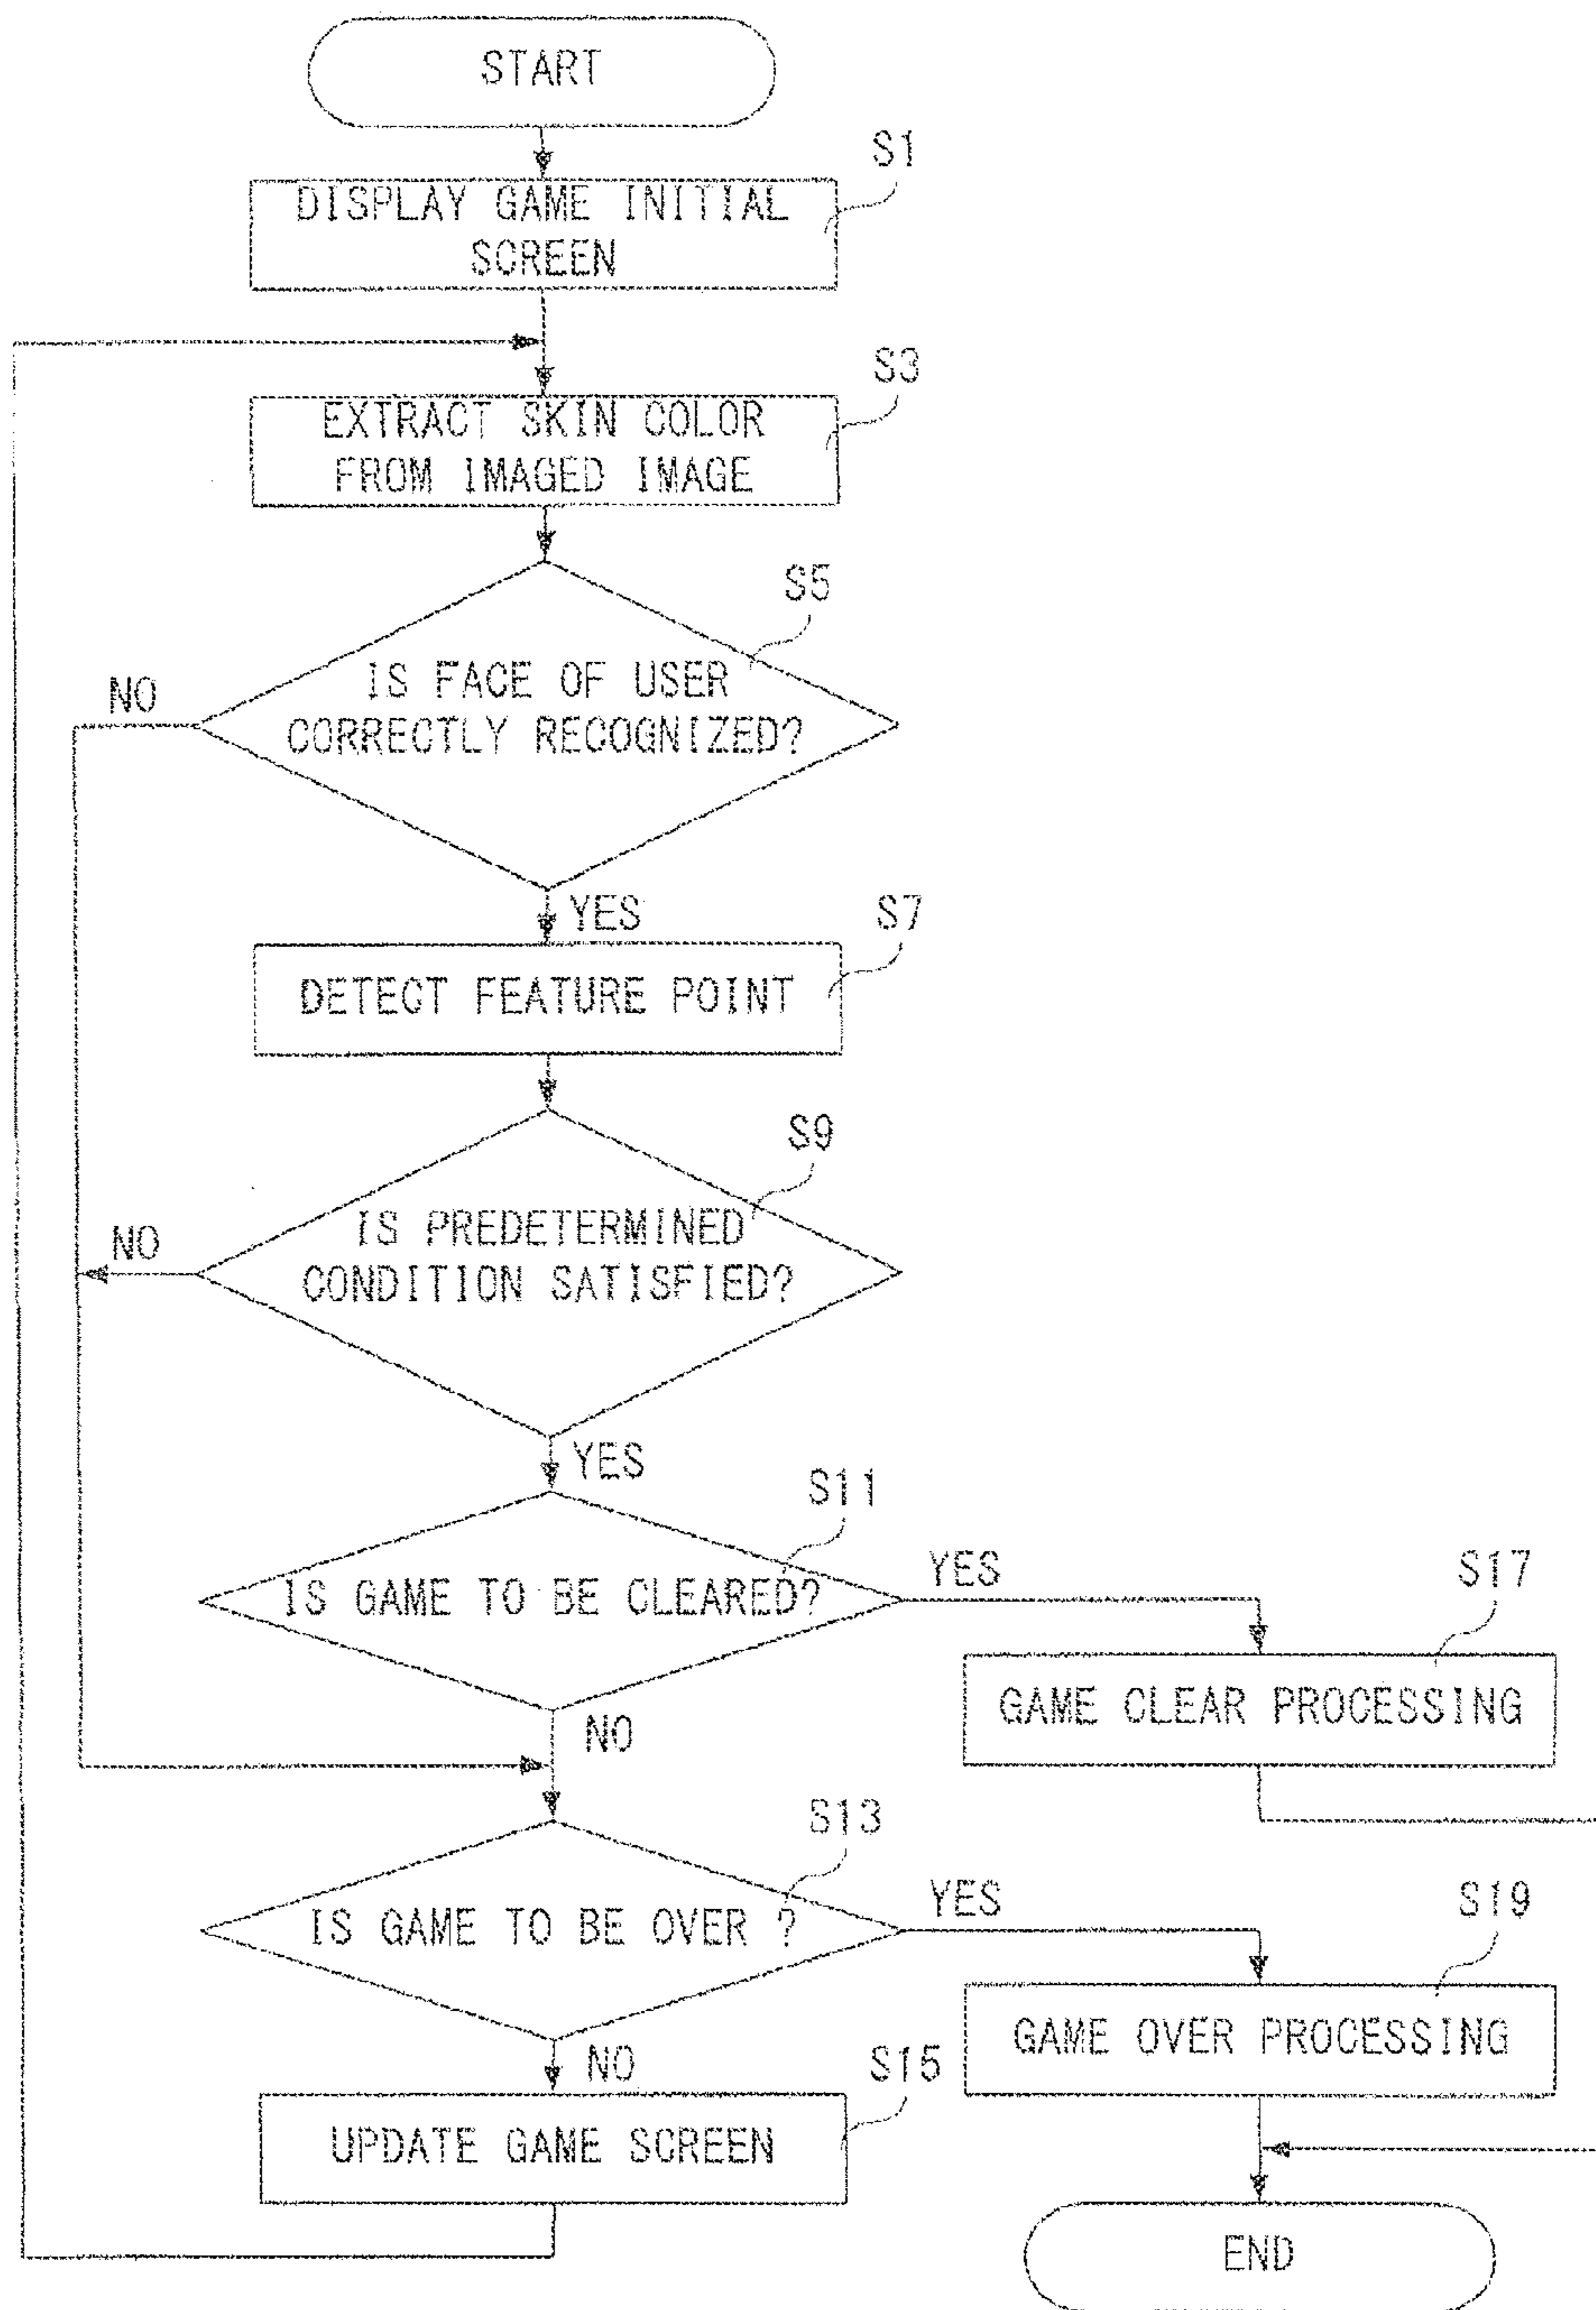 START
S1
DISPLAY GAME INITIAL
SCREEN
S3
EXTRACT SKIN COLOR
FROM IMAGED IMAGE
S5
IS FACE OF USER
CORRECTLY RECOGNIZED?
NO
YES
S7
DETECT FEATURE POINT
S9
IS PREDETERMINED
CONDITION SATISFIED?
NO
YES
S11
IS GAME TO BE CLEARED?
YES
S17
GAME CLEAR PROCESSING
NO
S13
IS GAME TO BE OVER ?
YES
S19
GAME OVER PROCESSING
NO
S15
UPDATE GAME SCREEN
END